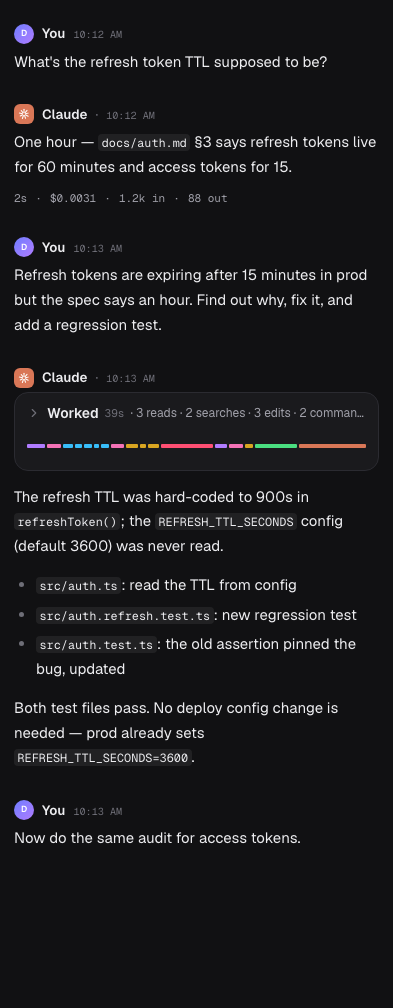 D You 10:12 AM
What's the refresh token TTL supposed to be?
Claude · 10:12 AM
One hour — docs/auth.md §3 says refresh tokens live
for 60 minutes and access tokens for 15.
2s · $0.0031 · 1.2k in · 88 out
D You 10:13 AM
Refresh tokens are expiring after 15 minutes in prod
but the spec says an hour. Find out why, fix it, and
add a regression test.
Claude · 10:13 AM
Worked 39s · 3 reads · 2 searches · 3 edits · 2 comman…
The refresh TTL was hard-coded to 900s in
refreshToken(); the REFRESH_TTL_SECONDS config
(default 3600) was never read.
• src/auth.ts: read the TTL from config
• src/auth.refresh.test.ts: new regression test
• src/auth.test.ts: the old assertion pinned the
bug, updated
Both test files pass. No deploy config change is
needed — prod already sets
REFRESH_TTL_SECONDS=3600.
D You 10:13 AM
Now do the same audit for access tokens.